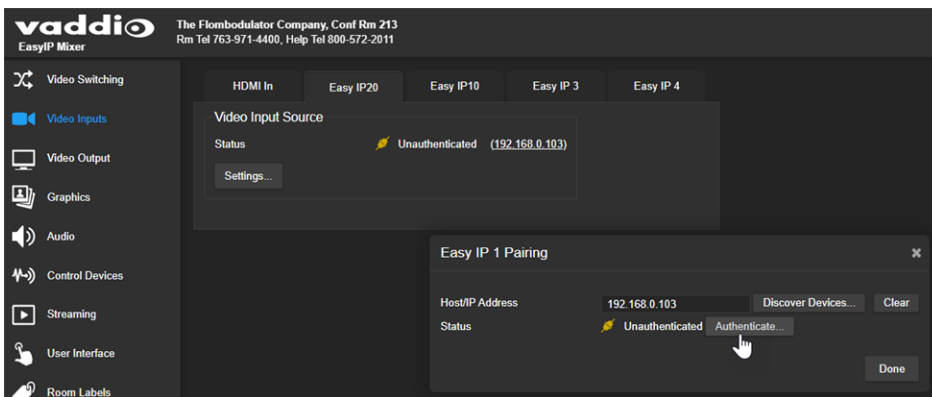 vaddio
EasyIP Mixer
The Flombodulator Company, Conf Rm 213
Rm Tel 763-971-4400, Help Tel 800-572-2011
Video Switching
Video Inputs
Video Output
Graphics
Audio
Control Devices
Streaming
User Interface
Room Labels
HDMI In
Easy IP20
Easy IP10
Easy IP 3
Easy IP 4
Video Input Source
Status Unauthenticated (192.168.0.103)
Settings...
Easy IP 1 Pairing
Host/IP Address 192.168.0.103 Discover Devices... Clear
Status Unauthenticated Authenticate...
Done